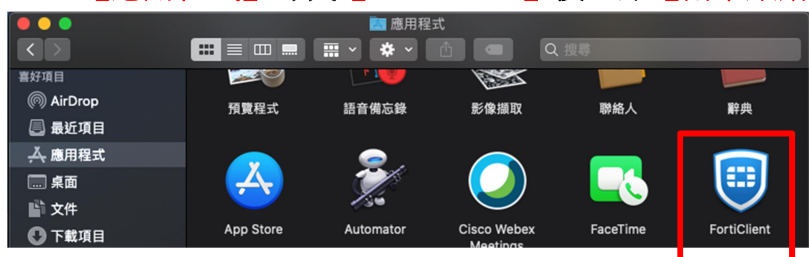 應用程式
搜尋
喜好項目
AirDrop
最近項目
應用程式
桌面
文件
下載項目
預覽程式
語音備忘錄
影像擷取
聯絡人
辭典
App Store
Automator
Cisco Webex
Meetings
FaceTime
FortiClient